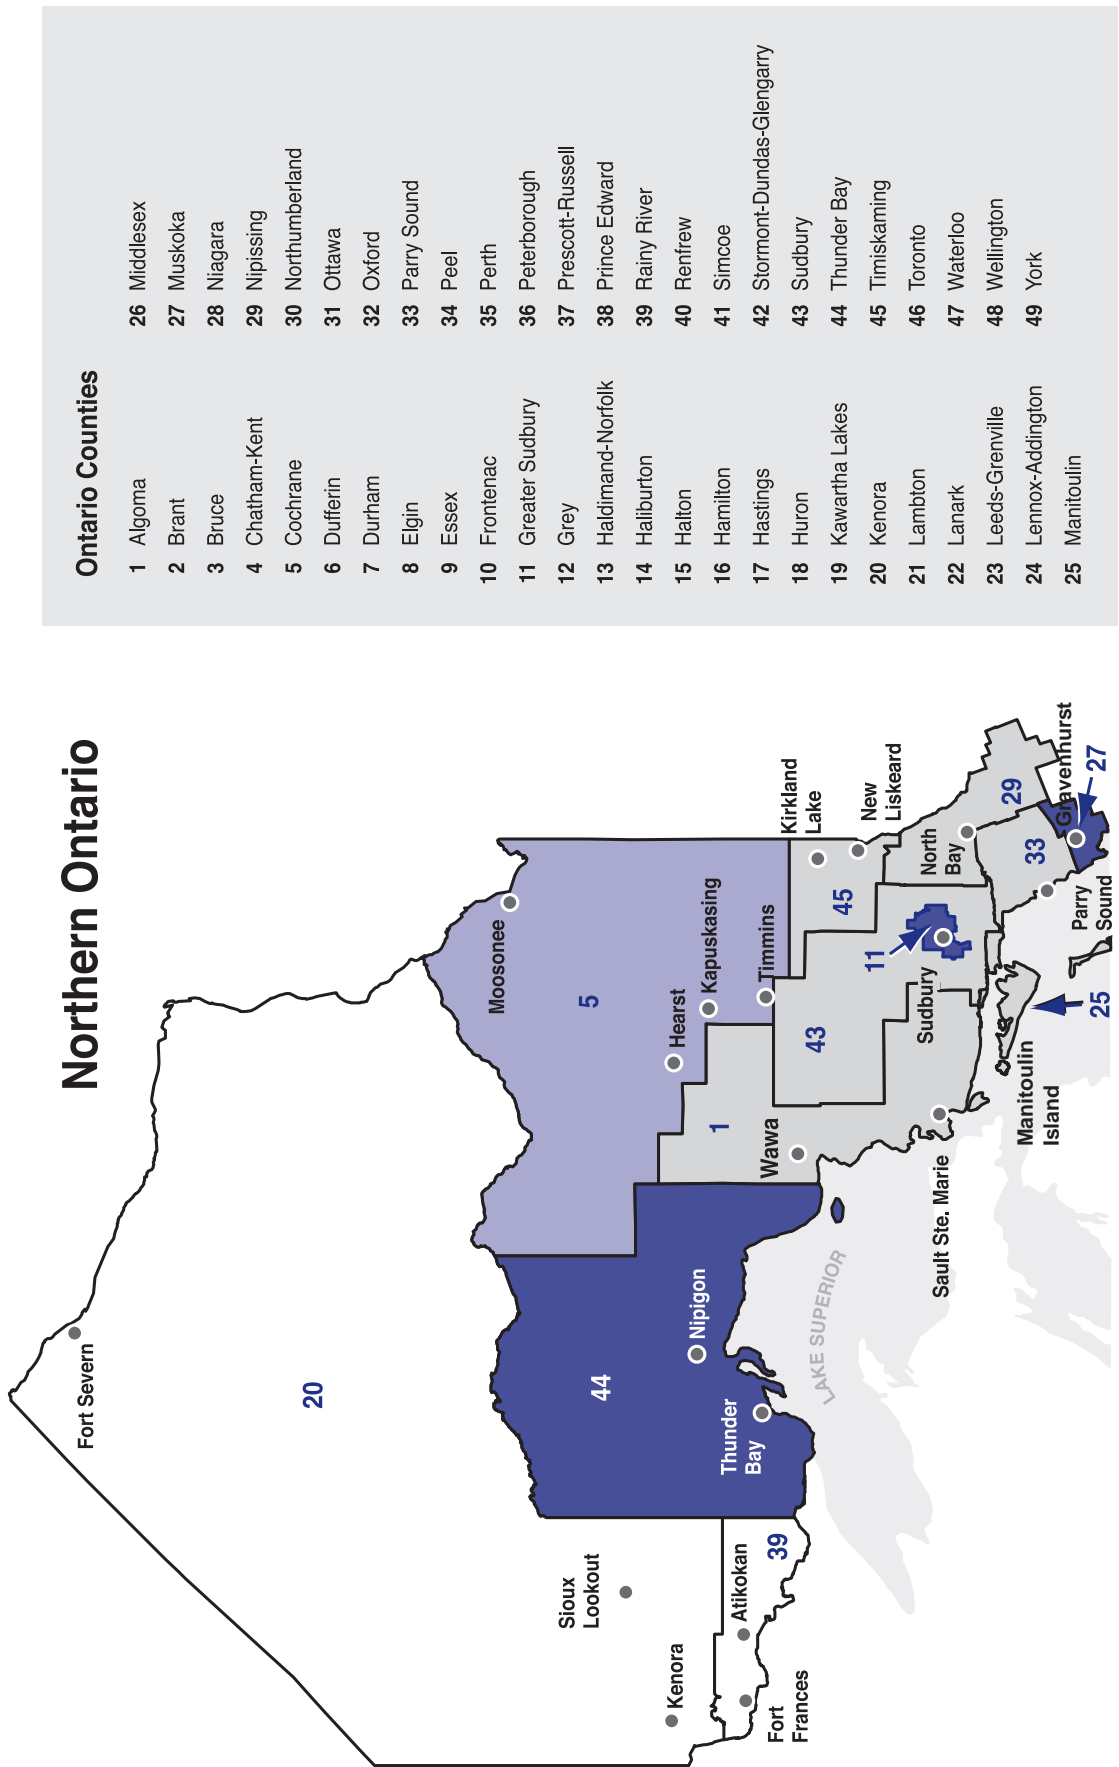 Northern Ontario
Fort Severn
20
Moosonee
5
Hearst
Kapuskasing
Timmins
Kirkland
Lake
New
Liskeard
45
44
Nipigon
Thunder
Bay
1
Wawa
43
11
Sudbury
North
Bay
29
33
Gravenhurst
27
Parry
Sound
25
Manitoulin
Island
Sault Ste. Marie
LAKE SUPERIOR
Sioux
Lookout
Kenora
Atikokan
39
Fort
Frances
Ontario Counties
1 Algoma
2 Brant
3 Bruce
4 Chatham-Kent
5 Cochrane
6 Dufferin
7 Durham
8 Elgin
9 Essex
10 Frontenac
11 Greater Sudbury
12 Grey
13 Haldimand-Norfolk
14 Haliburton
15 Halton
16 Hamilton
17 Hastings
18 Huron
19 Kawartha Lakes
20 Kenora
21 Lambton
22 Lanark
23 Leeds-Grenville
24 Lennox-Addington
25 Manitoulin
26 Middlesex
27 Muskoka
28 Niagara
29 Nipissing
30 Northumberland
31 Ottawa
32 Oxford
33 Parry Sound
34 Peel
35 Perth
36 Peterborough
37 Prescott-Russell
38 Prince Edward
39 Rainy River
40 Renfrew
41 Simcoe
42 Stormont-Dundas-Glengarry
43 Sudbury
44 Thunder Bay
45 Timiskaming
46 Toronto
47 Waterloo
48 Wellington
49 York